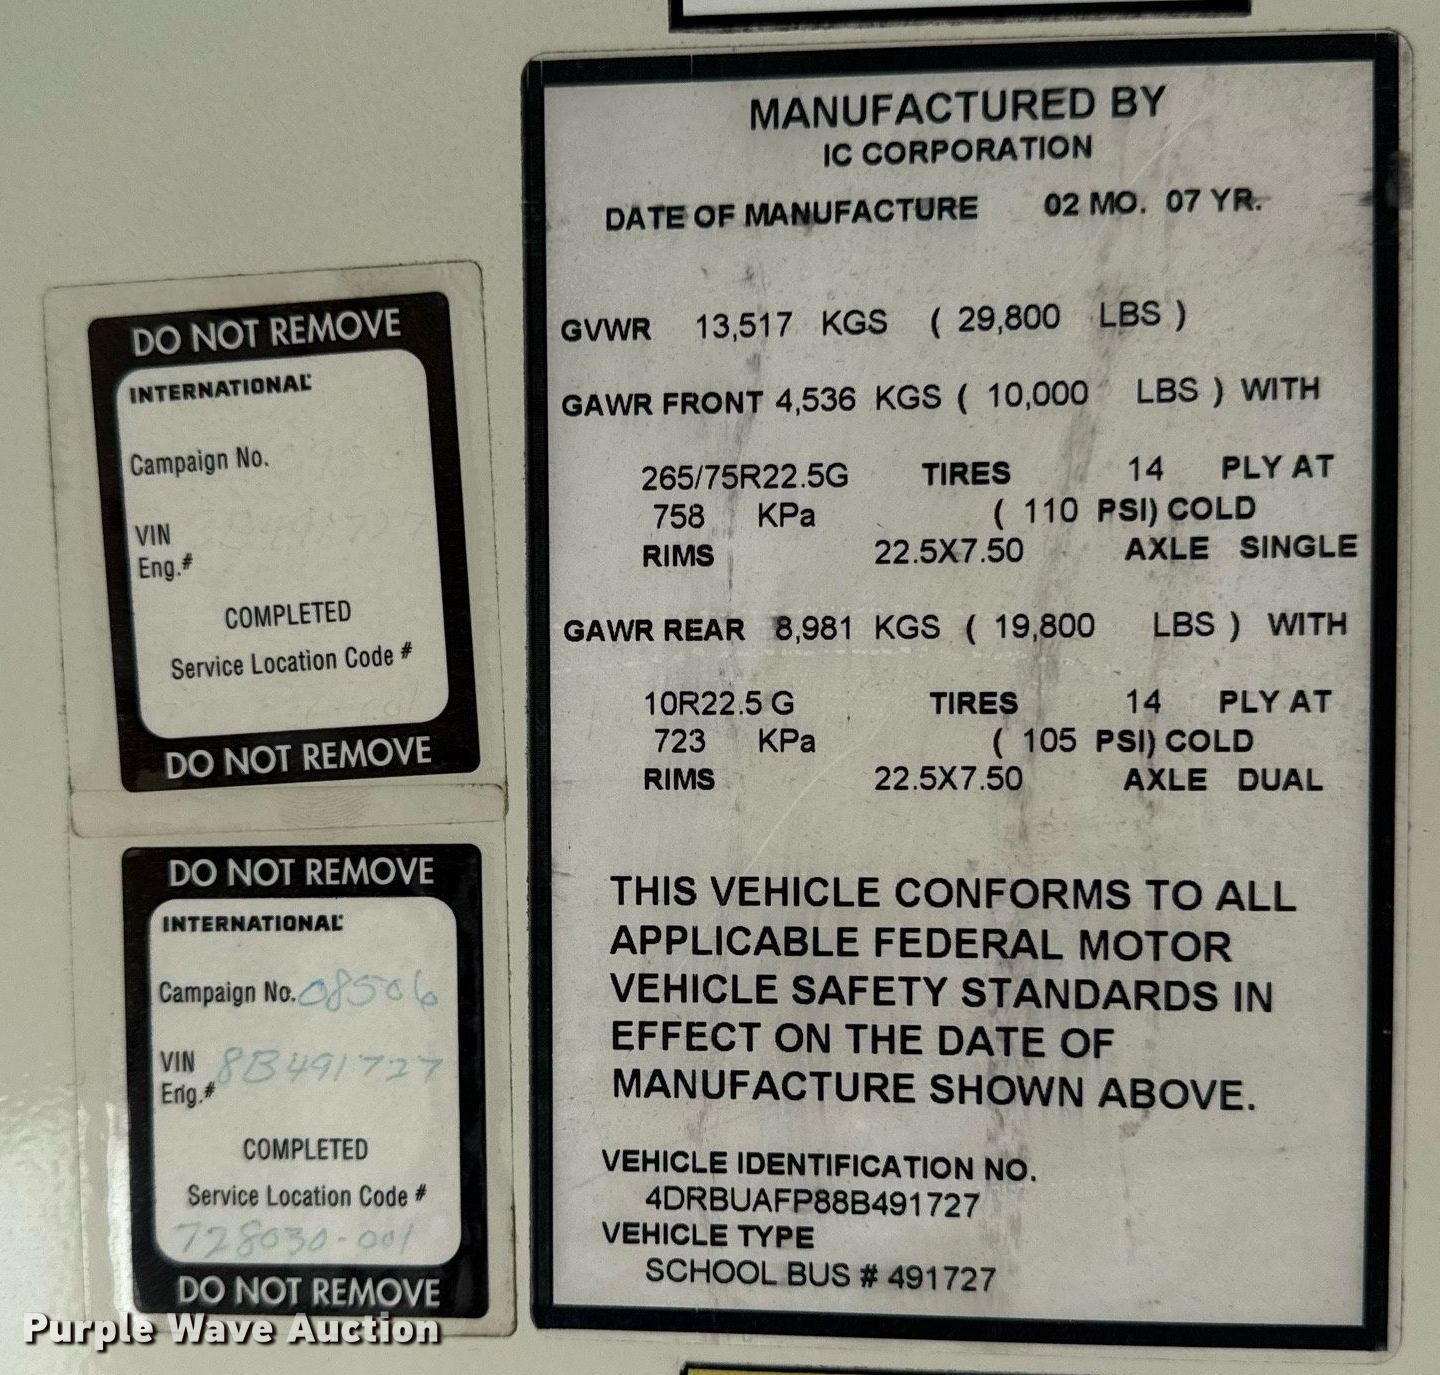 DO NOT REMOVE
INTERNATIONAL
Campaign No.
VIN
Eng.#
COMPLETED
Service Location Code #
DO NOT REMOVE
DO NOT REMOVE
INTERNATIONAL
Campaign No. 08506
VIN 8B491727
Eng.#
COMPLETED
Service Location Code #
728030-001
DO NOT REMOVE
MANUFACTURED BY
IC CORPORATION
DATE OF MANUFACTURE 02 MO. 07 YR.
GVWR 13,517 KGS ( 29,800 LBS )
GAWR FRONT 4,536 KGS ( 10,000 LBS ) WITH
265/75R22.5G TIRES 14 PLY AT
758 KPa ( 110 PSI) COLD
RIMS 22.5X7.50 AXLE SINGLE
GAWR REAR 8,981 KGS ( 19,800 LBS ) WITH
10R22.5 G TIRES 14 PLY AT
723 KPa ( 105 PSI) COLD
RIMS 22.5X7.50 AXLE DUAL
THIS VEHICLE CONFORMS TO ALL
APPLICABLE FEDERAL MOTOR
VEHICLE SAFETY STANDARDS IN
EFFECT ON THE DATE OF
MANUFACTURE SHOWN ABOVE.
VEHICLE IDENTIFICATION NO.
4DRBUAFP88B491727
VEHICLE TYPE
SCHOOL BUS # 491727
Purple Wave Auction